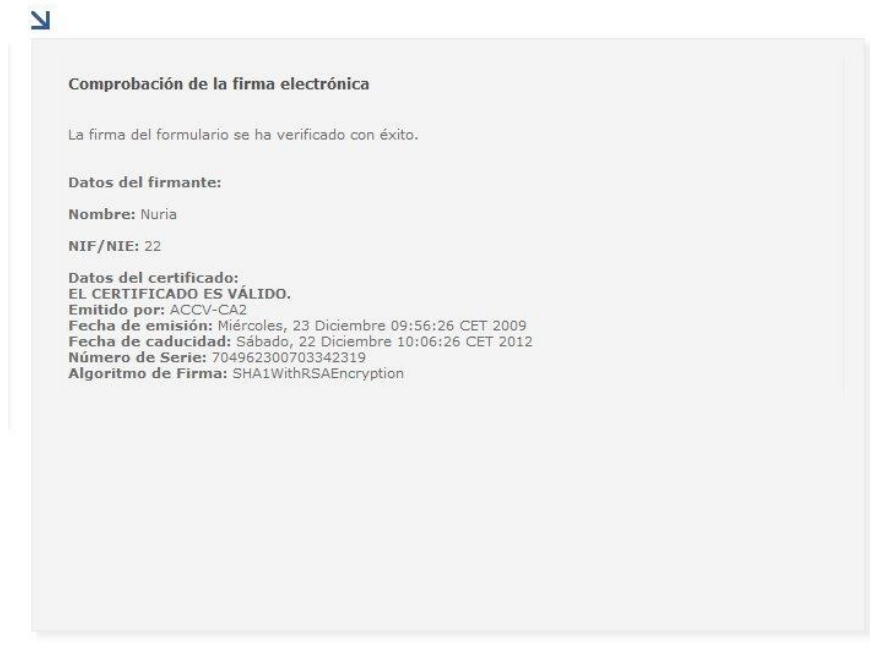 Comprobación de la firma electrónica
La firma del formulario se ha verificado con éxito.
Datos del firmante:
Nombre: Nuria
NIF/NIE: 22
Datos del certificado:
EL CERTIFICADO ES VÁLIDO.
Emitido por: ACCV-CA2
Fecha de emisión: Miércoles, 23 Diciembre 09:56:26 CET 2009
Fecha de caducidad: Sábado, 22 Diciembre 10:06:26 CET 2012
Número de Serie: 704962300703342319
Algoritmo de Firma: SHA1WithRSAEncryption